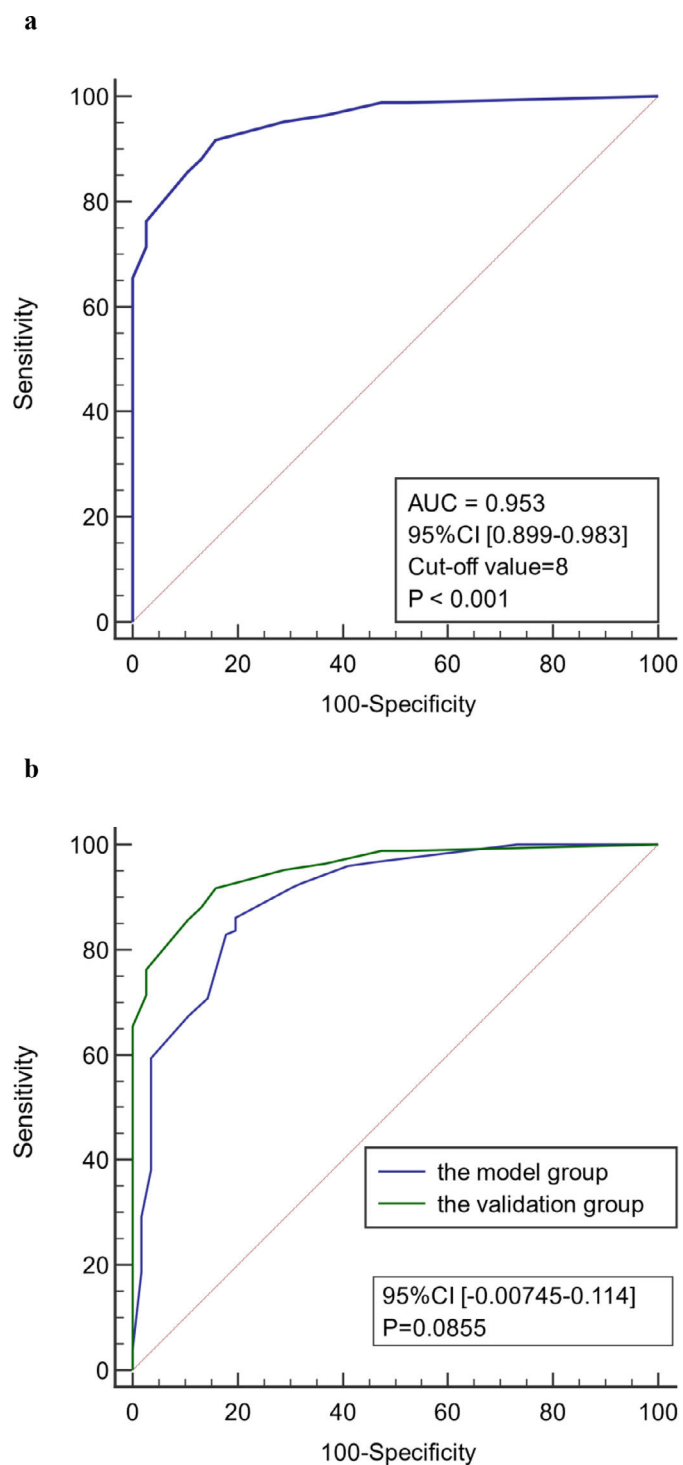 a
100
80
60
40
20
0
Sensitivity
AUC = 0.953
95%CI [0.899-0.983]
Cut-off value=8
P < 0.001
0 20 40 60 80 100
100-Specificity
b
100
80
60
40
20
0
Sensitivity
the model group
the validation group
95%CI [-0.00745-0.114]
P=0.0855
0 20 40 60 80 100
100-Specificity